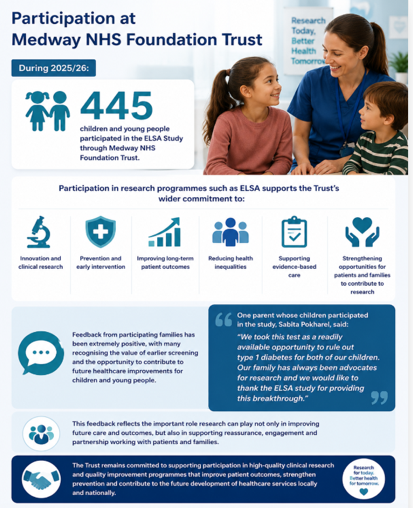 Participation at
Medway NHS Foundation Trust
Research
Today,
Better
Health
Tomorrow
During 2025/26:
445
children and young people
participated in the ELSA Study
through Medway NHS
Foundation Trust.
Participation in research programmes such as ELSA supports the Trust's
wider commitment to:
Innovation and
clinical research
Prevention and
early intervention
Improving long-term
patient outcomes
Reducing health
inequalities
Supporting
evidence-based
care
Strengthening
opportunities for
patients and families
to contribute to
research
Feedback from participating families has
been extremely positive, with many
recognising the value of earlier screening
and the opportunity to contribute to
future healthcare improvements for
children and young people.
One parent whose children participated
in the study, Sabita Pokharel, said:
"We took this test as a readily
available opportunity to rule out
type 1 diabetes for both of our children.
Our family has always been advocates
for research and we would like to
thank the ELSA study for providing
this breakthrough."
This feedback reflects the important role research can play not only in improving
future care and outcomes, but also in supporting reassurance, engagement and
partnership working with patients and families.
The Trust remains committed to supporting participation in high-quality clinical research
and quality improvement programmes that improve patient outcomes, strengthen
prevention and contribute to the future development of healthcare services locally
and nationally.
Research
for today.
Better health
for tomorrow.